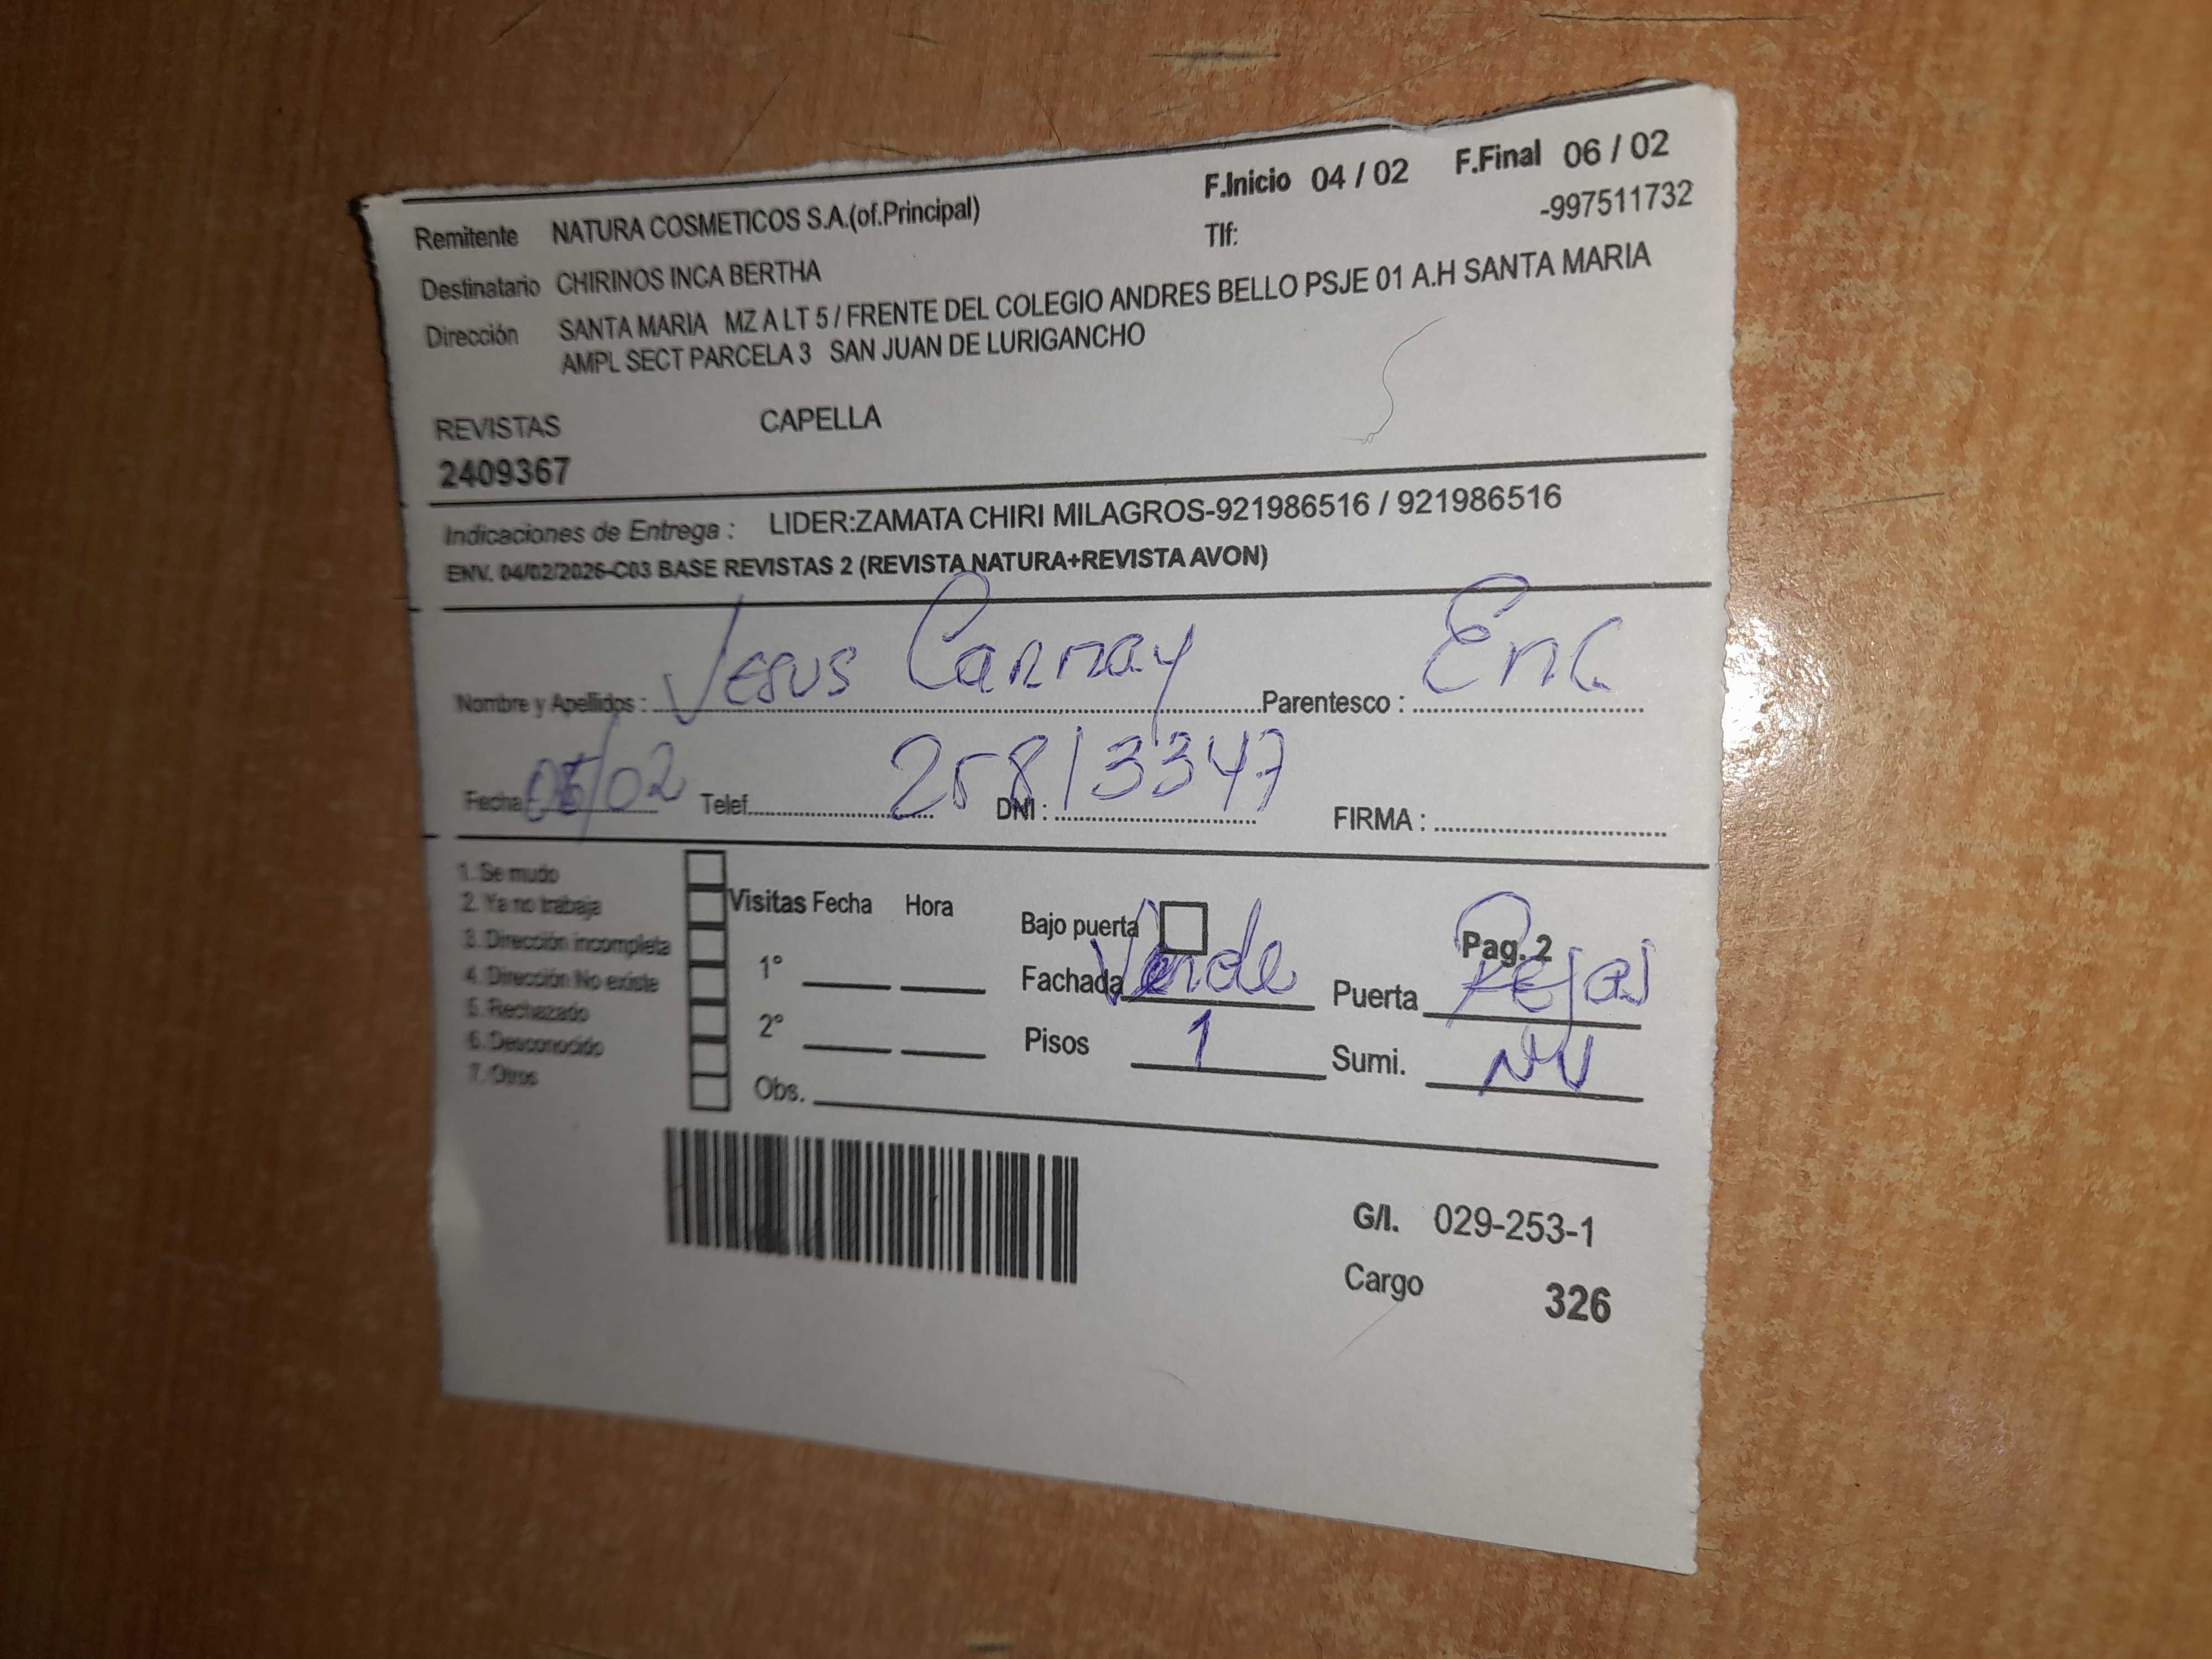 F.Inicio 04 / 02 F.Final 06 / 02
Remitente NATURA COSMETICOS S.A.(of.Principal) Tlf: -997511732
Destinatario CHIRINOS INCA BERTHA
Dirección SANTA MARIA MZ A LT 5 / FRENTE DEL COLEGIO ANDRES BELLO PSJE 01 A.H SANTA MARIA
AMPL SECT PARCELA 3 SAN JUAN DE LURIGANCHO
REVISTAS CAPELLA
2409367
Indicaciones de Entrega : LIDER:ZAMATA CHIRI MILAGROS-921986516 / 921986516
ENV. 04/02/2026-C03 BASE REVISTAS 2 (REVISTA NATURA+REVISTA AVON)
Nombre y Apellidos : Jesus Carnay Parentesco : Enc.
Fecha 05/02 Telef. DNI : 25813347 FIRMA :
1. Se mudo
2. Ya no trabaja
3. Dirección incompleta
4. Dirección No existe
5. Rechazado
6. Desconocido
7. Otros
Visitas Fecha Hora
1°
2°
Obs.
Bajo puerta Pag. 2
Fachada Verde Puerta Rejas
Pisos 1 Sumi. NV
G/I. 029-253-1
Cargo 326